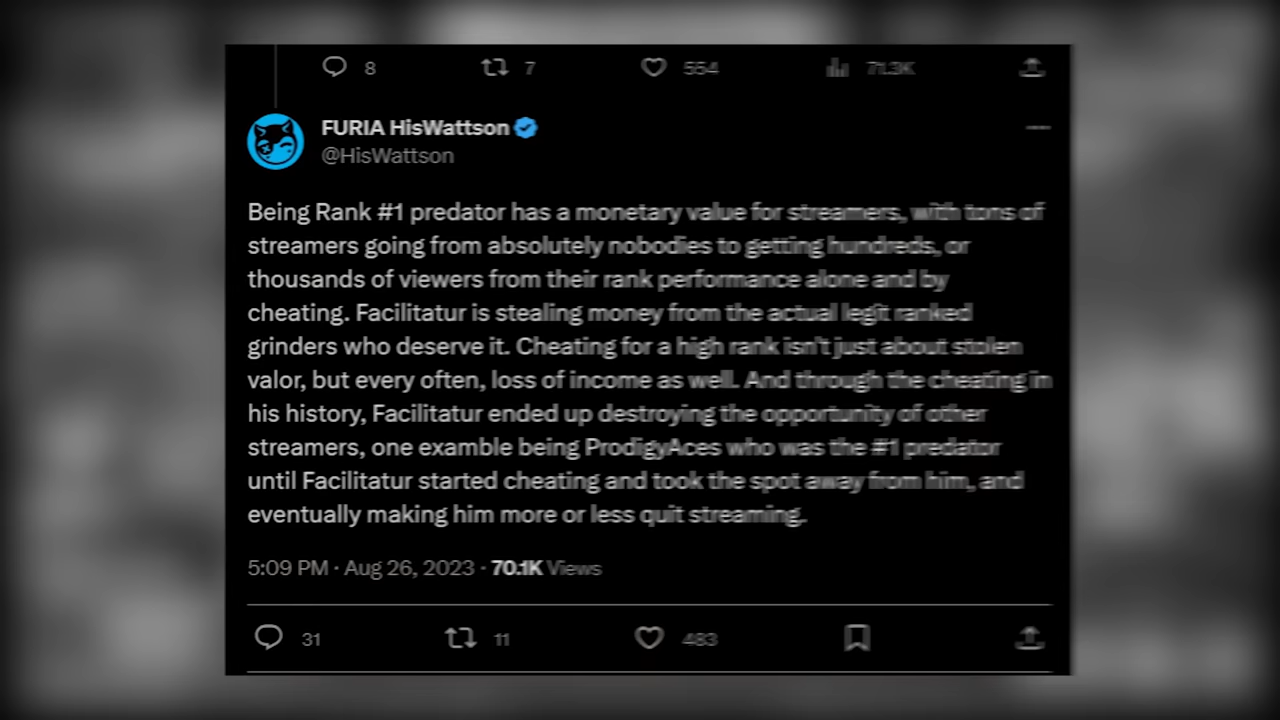 8 7 554 71.3K
FURIA HisWattson
@HisWattson
Being Rank #1 predator has a monetary value for streamers, with tons of
streamers going from absolutely nobodies to getting hundreds, or
thousands of viewers from their rank performance alone and by
cheating. Facilitatur is stealing money from the actual legit ranked
grinders who deserve it. Cheating for a high rank isn't just about stolen
valor, but every often, loss of income as well. And through the cheating in
his history, Facilitatur ended up destroying the opportunity of other
streamers, one examble being ProdigyAces who was the #1 predator
until Facilitatur started cheating and took the spot away from him, and
eventually making him more or less quit streaming.
5:09 PM · Aug 26, 2023 · 70.1K Views
31 11 483